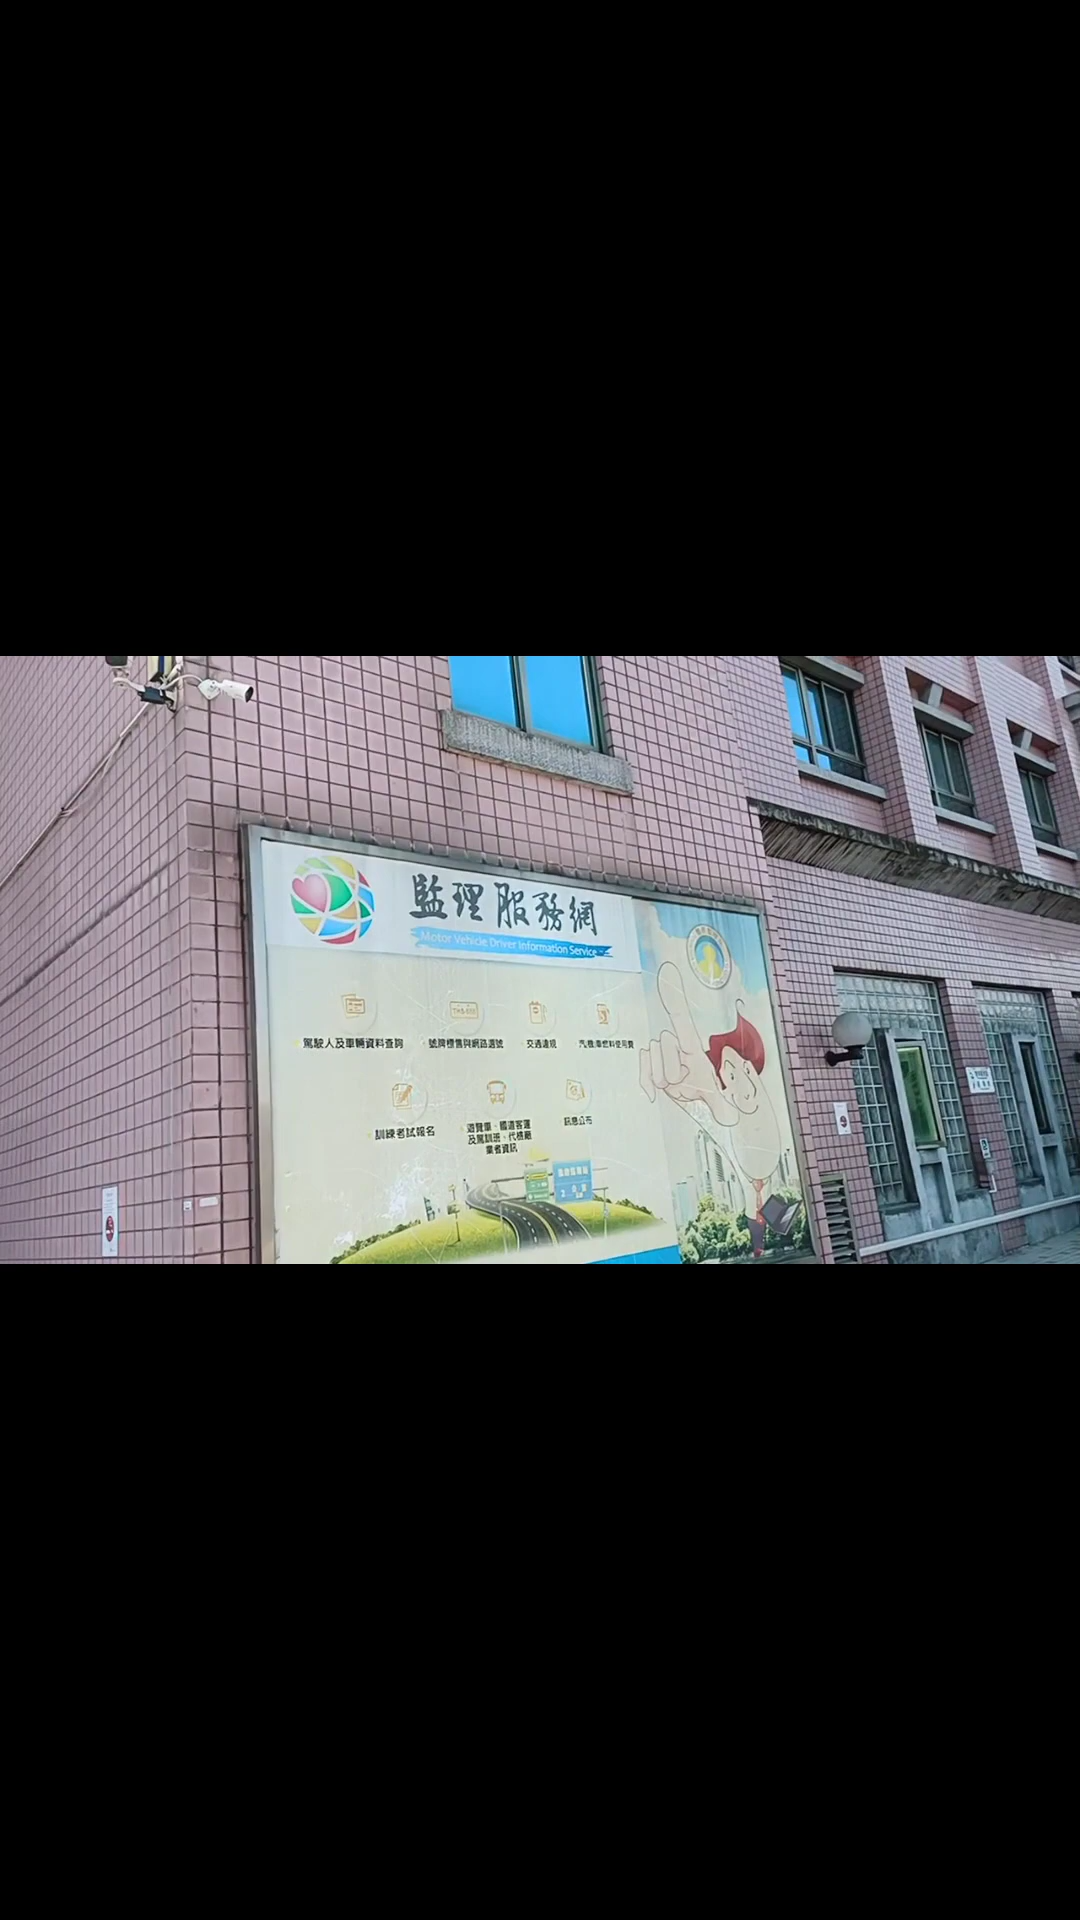 監理服務網
Motor Vehicle Driver Information Service
駕駛人及車輛資料查詢
號牌標售與網路選號
交通違規
汽(機)車燃料使用費
訓練考試報名
遊覽車、國道客運
及駕訓班、代檢廠
業者資訊
訊息公布